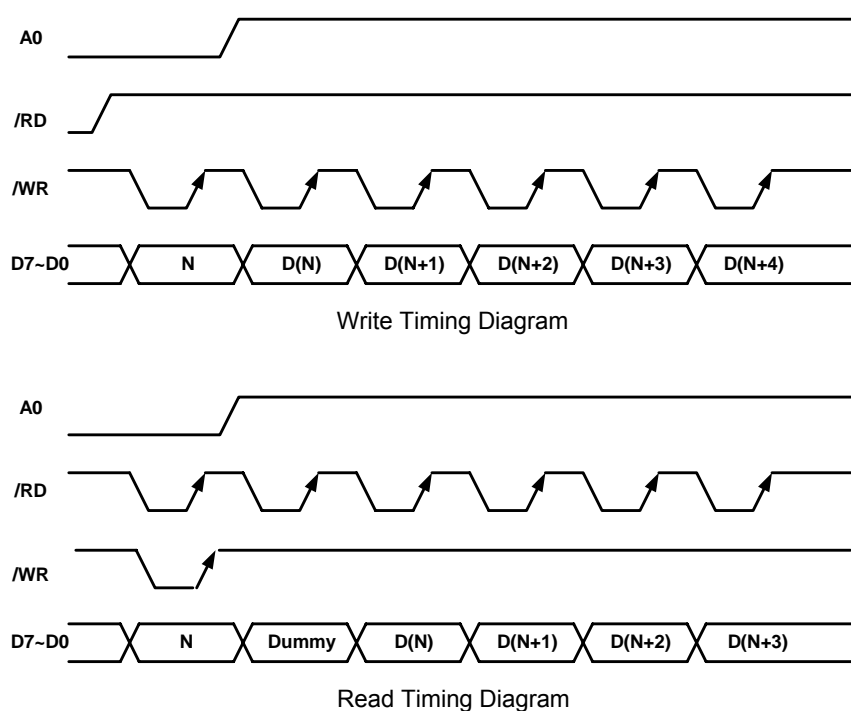 A0
/RD
/WR
D7~D0 N D(N) D(N+1) D(N+2) D(N+3) D(N+4)
Write Timing Diagram
A0
/RD
/WR
D7~D0 N Dummy D(N) D(N+1) D(N+2) D(N+3)
Read Timing Diagram